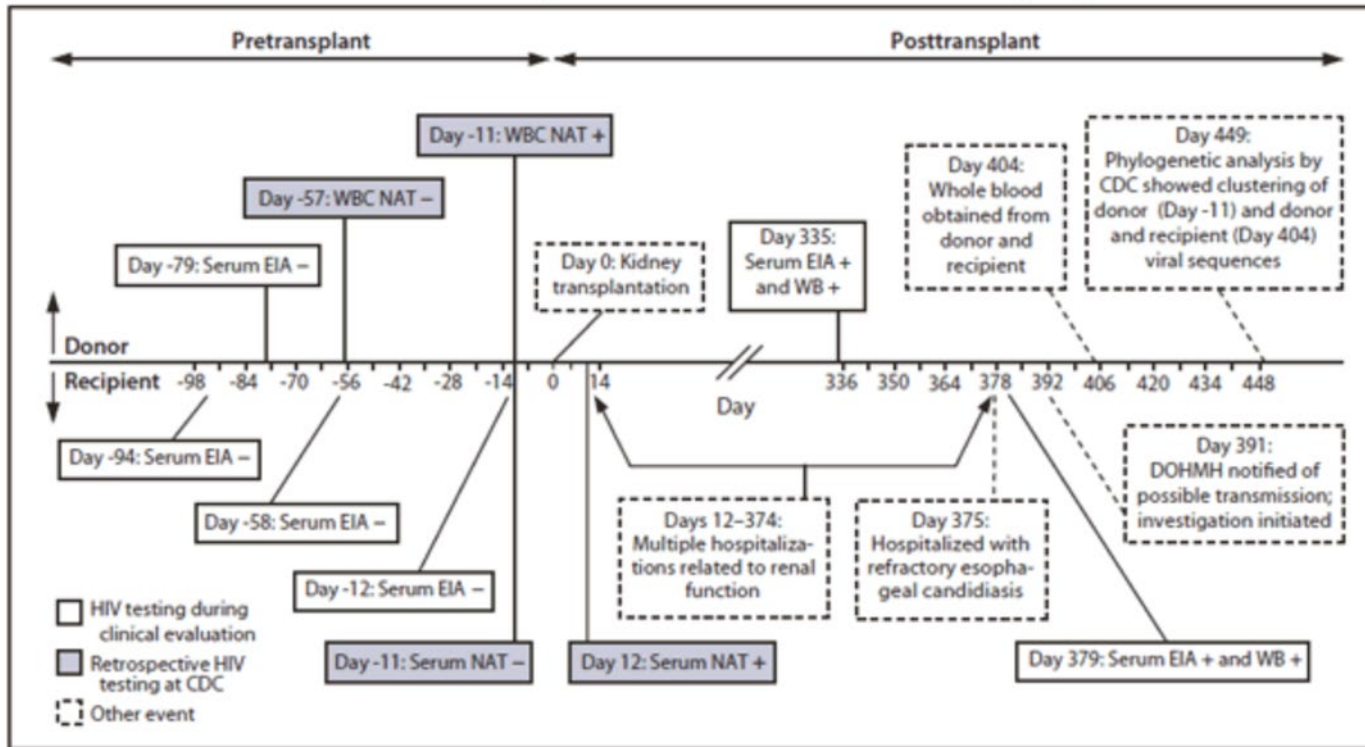 Pretransplant
Posttransplant
Day -11: WBC NAT +
Day -57: WBC NAT −
Day -79: Serum EIA −
Day 0: Kidney
transplantation
Day 335:
Serum EIA +
and WB +
Day 404:
Whole blood
obtained from
donor and
recipient
Day 449:
Phylogenetic analysis by
CDC showed clustering of
donor (Day -11) and donor
and recipient (Day 404)
viral sequences
Donor
Recipient
-98 -84 -70 -56 -42 -28 -14 0 14 336 350 364 378 392 406 420 434 448
Day
Day -94: Serum EIA −
Day -58: Serum EIA −
Day -12: Serum EIA −
Day -11: Serum NAT −
Day 12: Serum NAT +
Days 12–374:
Multiple hospitaliza-
tions related to renal
function
Day 375:
Hospitalized with
refractory esopha-
geal candidiasis
Day 391:
DOHMH notified of
possible transmission;
investigation initiated
Day 379: Serum EIA + and WB +
HIV testing during
clinical evaluation
Retrospective HIV
testing at CDC
Other event